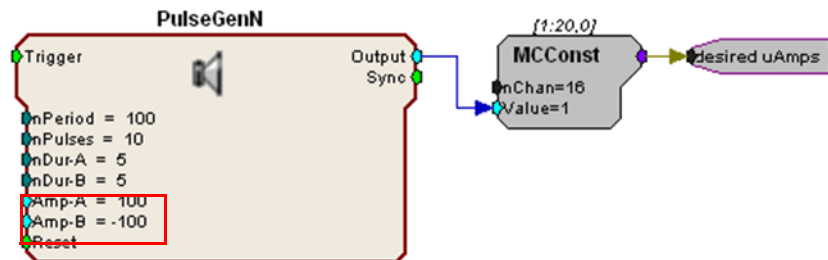 PulseGenN
Trigger
Output
Sync
nPeriod = 100
nPulses = 10
nDur-A = 5
nDur-B = 5
Amp-A = 100
Amp-B = -100
Reset
[1:20,0]
MCConst
nChan=16
Value=1
desired uAmps